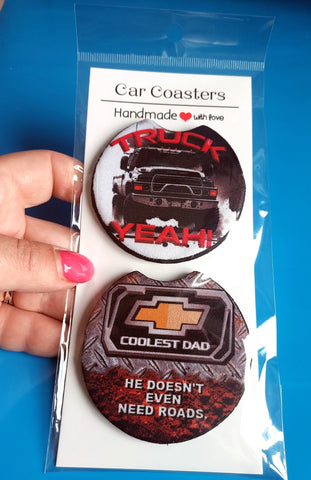 Car Coasters
Handmade with love
TRUCK
YEAH!
COOLEST DAD
HE DOESN'T
EVEN
NEED ROADS.